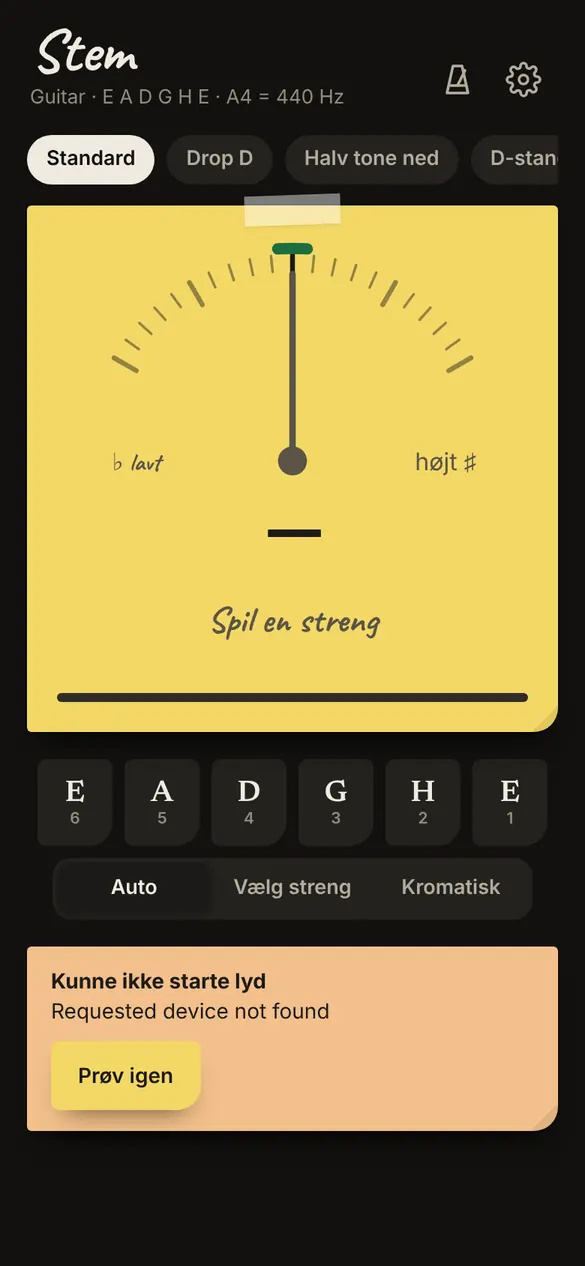 Stem
Guitar · E A D G H E · A4 = 440 Hz
Standard Drop D Halv tone ned D-stan
♭ lavt højt ♯
–
Spil en streng
E A D G H E
6 5 4 3 2 1
Auto Vælg streng Kromatisk
Kunne ikke starte lyd
Requested device not found
Prøv igen